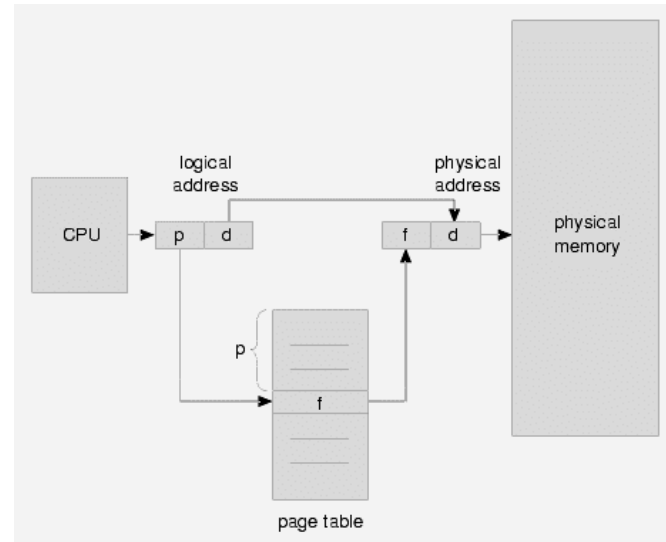 logical
address
physical
address
CPU
p
d
f
d
physical
memory
p
f
page table